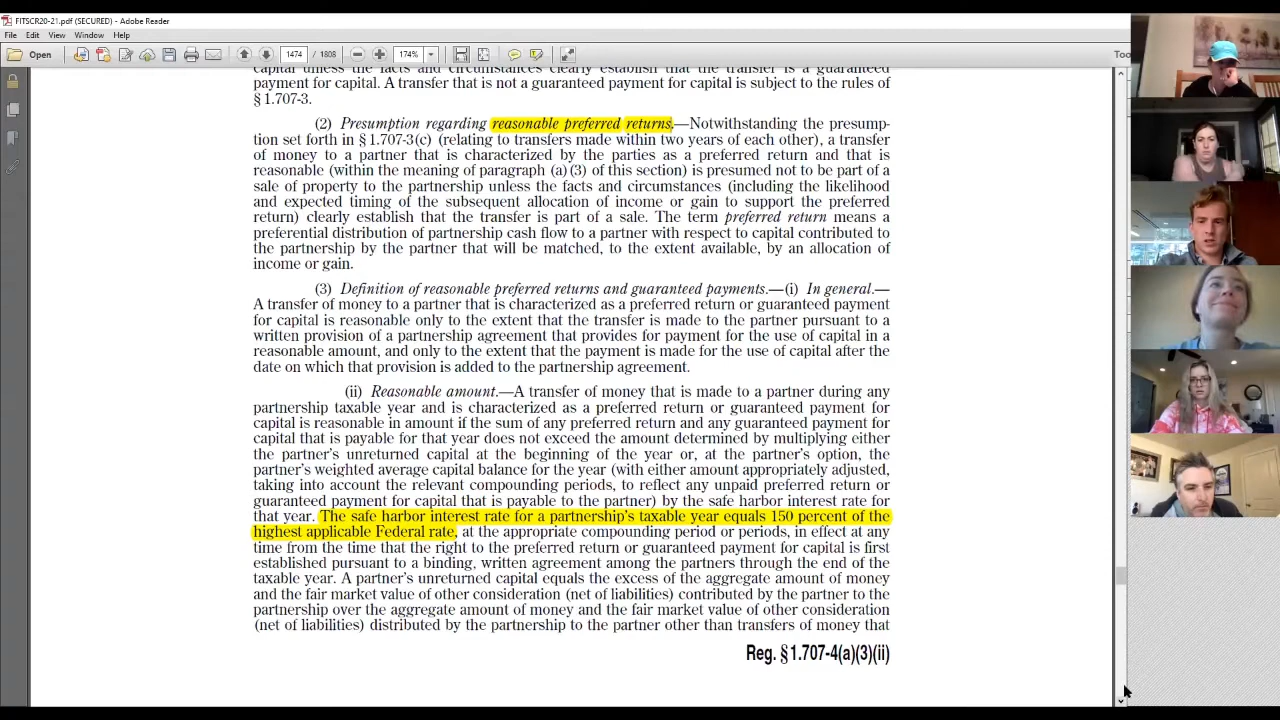 FITSCR20-21.pdf (SECURED) - Adobe Reader
File Edit View Window Help
Open 1474 / 1808 174% Too
capital unless the facts and circumstances clearly establish that the transfer is a guaranteed
payment for capital. A transfer that is not a guaranteed payment for capital is subject to the rules of
§ 1.707-3.
(2) Presumption regarding reasonable preferred returns.—Notwithstanding the presump-
tion set forth in § 1.707-3(c) (relating to transfers made within two years of each other), a transfer
of money to a partner that is characterized by the parties as a preferred return and that is
reasonable (within the meaning of paragraph (a)(3) of this section) is presumed not to be part of a
sale of property to the partnership unless the facts and circumstances (including the likelihood
and expected timing of the subsequent allocation of income or gain to support the preferred
return) clearly establish that the transfer is part of a sale. The term preferred return means a
preferential distribution of partnership cash flow to a partner with respect to capital contributed to
the partnership by the partner that will be matched, to the extent available, by an allocation of
income or gain.
(3) Definition of reasonable preferred returns and guaranteed payments.—(i) In general.—
A transfer of money to a partner that is characterized as a preferred return or guaranteed payment
for capital is reasonable only to the extent that the transfer is made to the partner pursuant to a
written provision of a partnership agreement that provides for payment for the use of capital in a
reasonable amount, and only to the extent that the payment is made for the use of capital after the
date on which that provision is added to the partnership agreement.
(ii) Reasonable amount.—A transfer of money that is made to a partner during any
partnership taxable year and is characterized as a preferred return or guaranteed payment for
capital is reasonable in amount if the sum of any preferred return and any guaranteed payment for
capital that is payable for that year does not exceed the amount determined by multiplying either
the partner's unreturned capital at the beginning of the year or, at the partner's option, the
partner's weighted average capital balance for the year (with either amount appropriately adjusted,
taking into account the relevant compounding periods, to reflect any unpaid preferred return or
guaranteed payment for capital that is payable to the partner) by the safe harbor interest rate for
that year. The safe harbor interest rate for a partnership's taxable year equals 150 percent of the
highest applicable Federal rate, at the appropriate compounding period or periods, in effect at any
time from the time that the right to the preferred return or guaranteed payment for capital is first
established pursuant to a binding, written agreement among the partners through the end of the
taxable year. A partner's unreturned capital equals the excess of the aggregate amount of money
and the fair market value of other consideration (net of liabilities) contributed by the partner to the
partnership over the aggregate amount of money and the fair market value of other consideration
(net of liabilities) distributed by the partnership to the partner other than transfers of money that
Reg. § 1.707-4(a)(3)(ii)